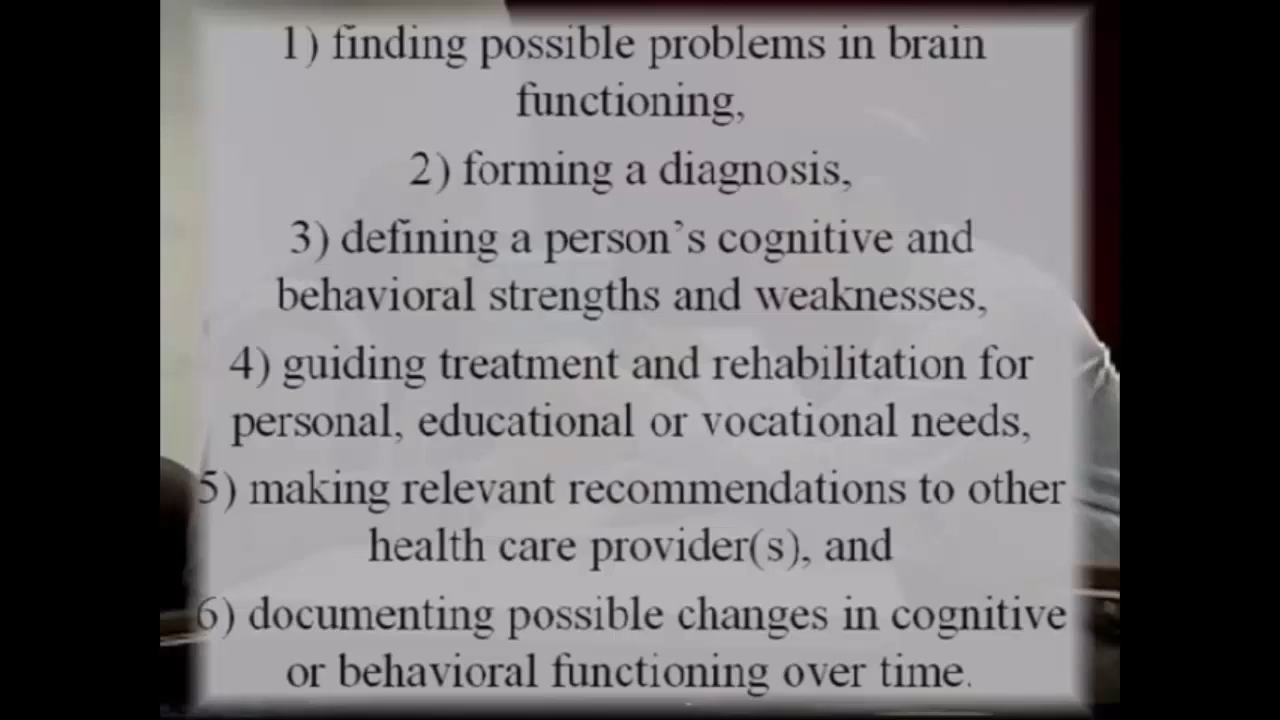 1) finding possible problems in brain
functioning,
2) forming a diagnosis,
3) defining a person’s cognitive and
behavioral strengths and weaknesses,
4) guiding treatment and rehabilitation for
personal, educational or vocational needs,
5) making relevant recommendations to other
health care provider(s), and
6) documenting possible changes in cognitive
or behavioral functioning over time.